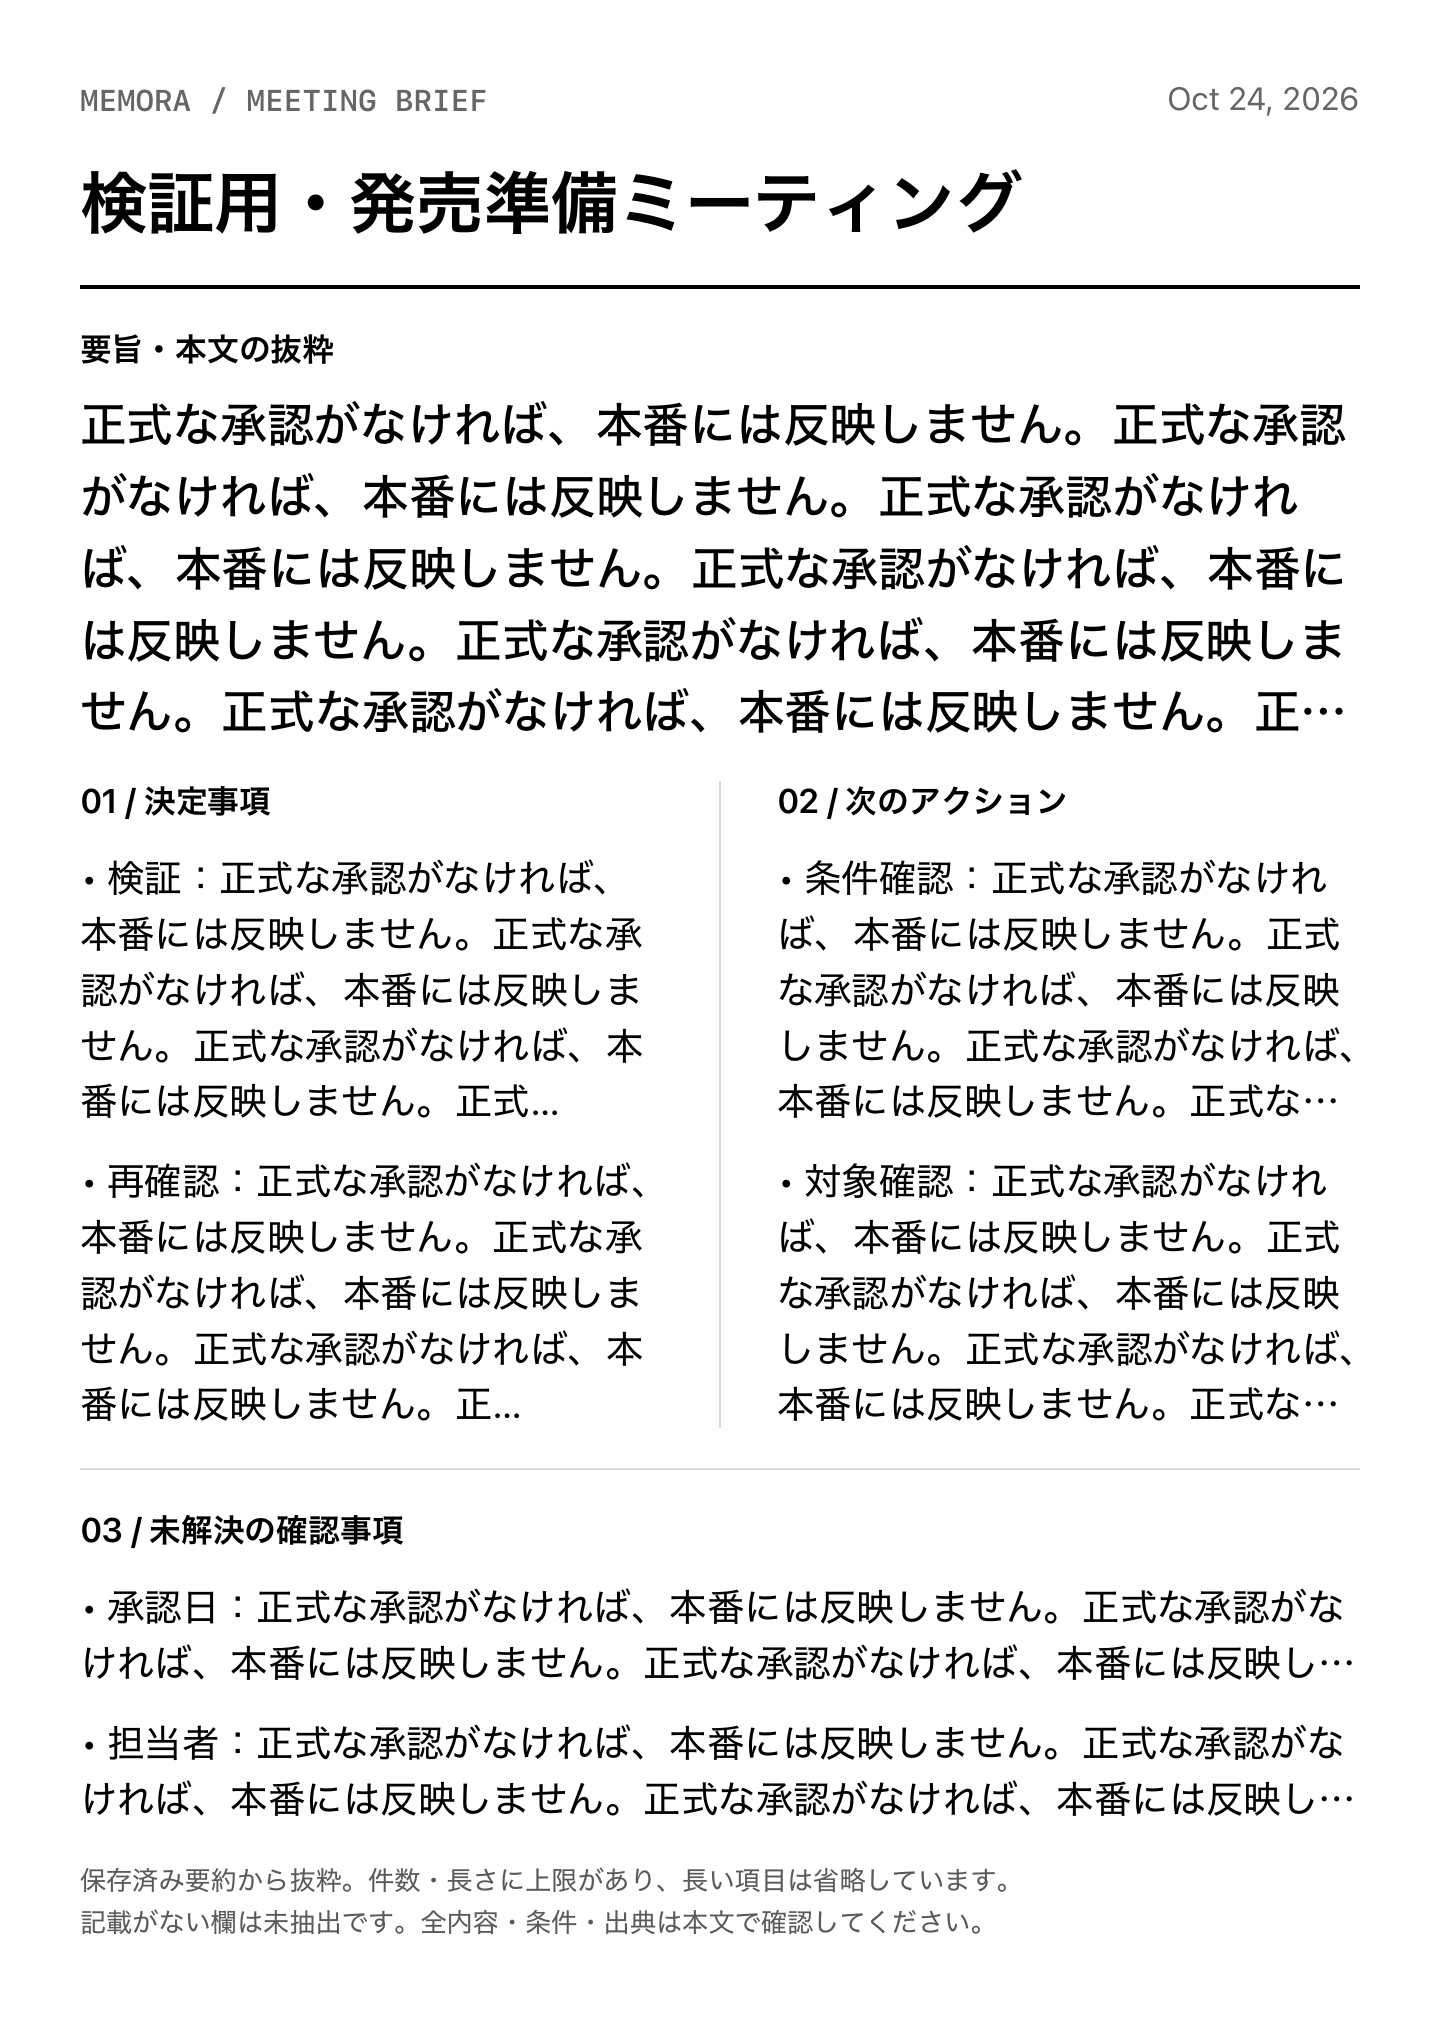 MEMORA / MEETING BRIEF
Oct 24, 2026
検証用・発売準備ミーティング
要旨・本文の抜粋
正式な承認がなければ、本番には反映しません。正式な承認
がなければ、本番には反映しません。正式な承認がなけれ
ば、本番には反映しません。正式な承認がなければ、本番に
は反映しません。正式な承認がなければ、本番には反映しま
せん。正式な承認がなければ、本番には反映しません。正…
01 / 決定事項
• 検証：正式な承認がなければ、
本番には反映しません。正式な承
認がなければ、本番には反映しま
せん。正式な承認がなければ、本
番には反映しません。正式...
• 再確認：正式な承認がなければ、
本番には反映しません。正式な承
認がなければ、本番には反映しま
せん。正式な承認がなければ、本
番には反映しません。正...
02 / 次のアクション
• 条件確認：正式な承認がなけれ
ば、本番には反映しません。正式
な承認がなければ、本番には反映
しません。正式な承認がなければ、
本番には反映しません。正式な…
• 対象確認：正式な承認がなけれ
ば、本番には反映しません。正式
な承認がなければ、本番には反映
しません。正式な承認がなければ、
本番には反映しません。正式な…
03 / 未解決の確認事項
• 承認日：正式な承認がなければ、本番には反映しません。正式な承認がな
ければ、本番には反映しません。正式な承認がなければ、本番には反映し…
• 担当者：正式な承認がなければ、本番には反映しません。正式な承認がな
ければ、本番には反映しません。正式な承認がなければ、本番には反映し…
保存済み要約から抜粋。件数・長さに上限があり、長い項目は省略しています。
記載がない欄は未抽出です。全内容・条件・出典は本文で確認してください。